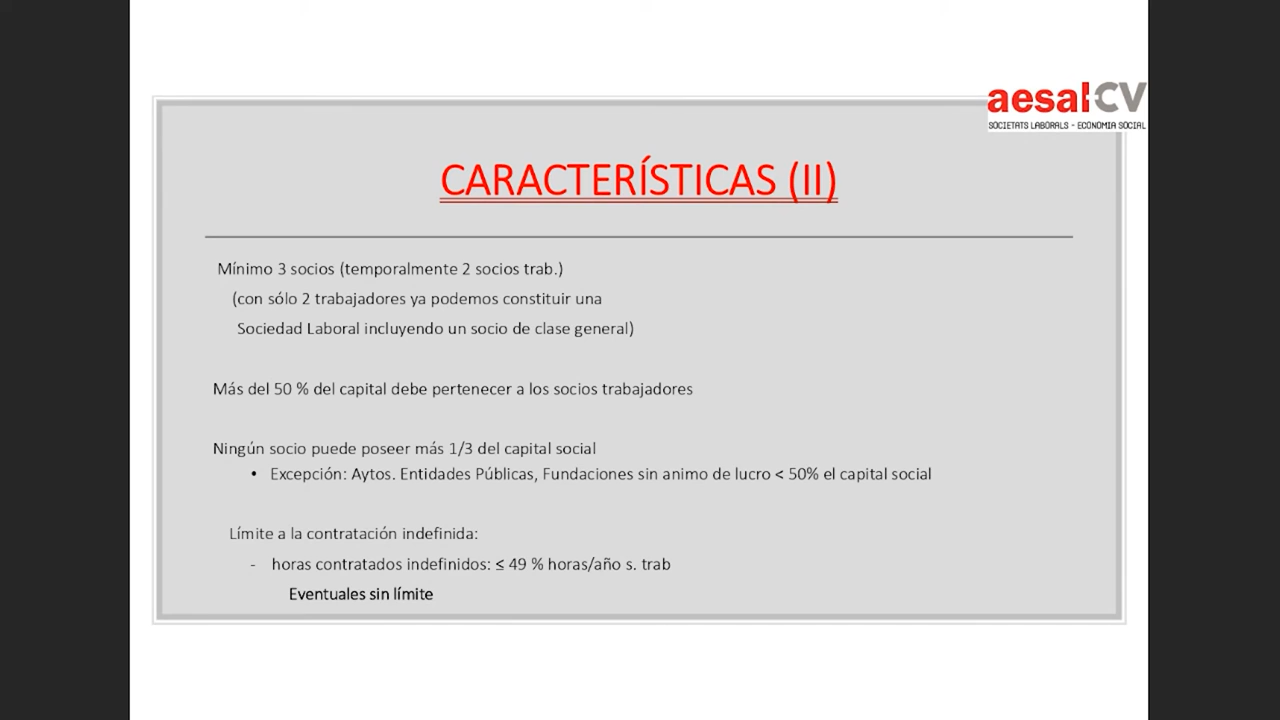 aesal-CV
SOCIETATS LABORALS - ECONOMIA SOCIAL
CARACTERÍSTICAS (II)
Mínimo 3 socios (temporalmente 2 socios trab.)
(con sólo 2 trabajadores ya podemos constituir una
Sociedad Laboral incluyendo un socio de clase general)
Más del 50 % del capital debe pertenecer a los socios trabajadores
Ningún socio puede poseer más 1/3 del capital social
• Excepción: Aytos. Entidades Públicas, Fundaciones sin animo de lucro < 50% el capital social
Límite a la contratación indefinida:
- horas contratados indefinidos: ≤ 49 % horas/año s. trab
Eventuales sin límite